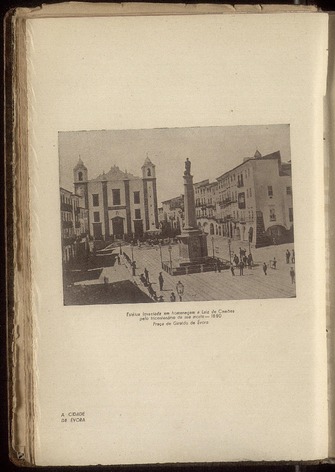 levantada em homenagem a Luiz de Camões
pelo tricentenário da sua morte — 1880
Praça do Geraldo de Évora
A CIDADE
DE ÉVORA